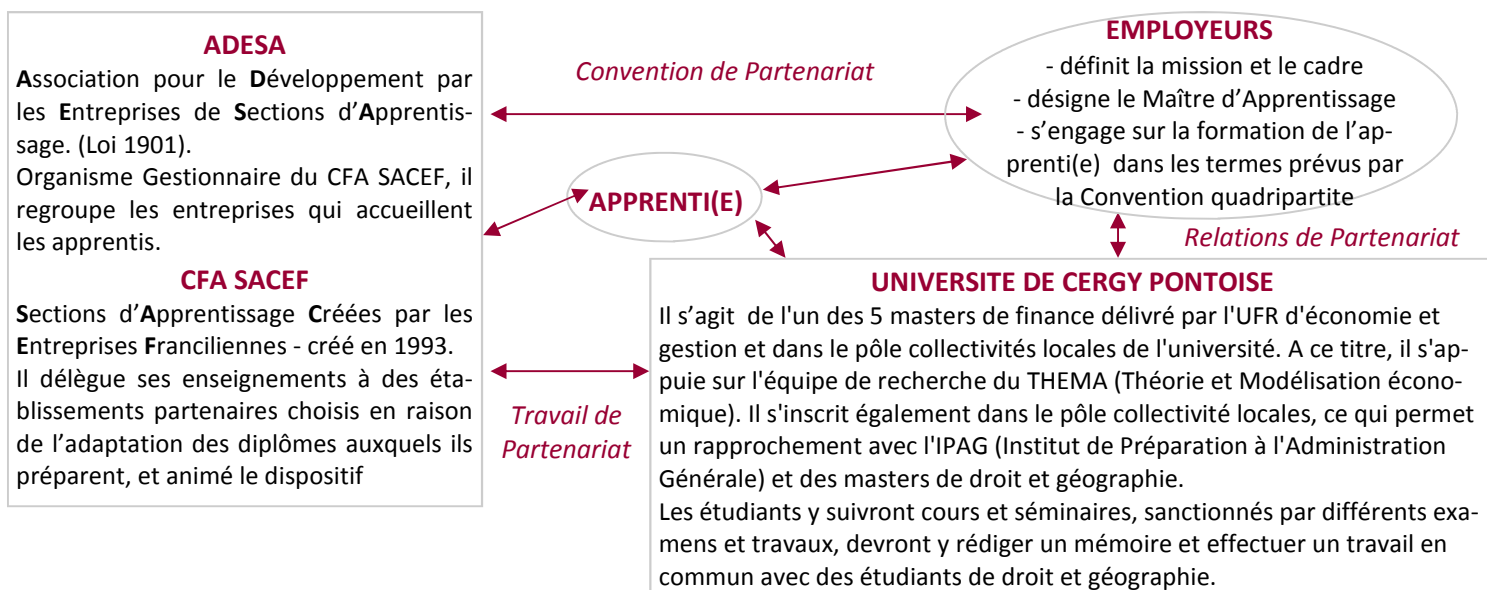 ADESA
Association pour le Développement par
les Entreprises de Sections d’Apprentis-
sage. (Loi 1901).
Organisme Gestionnaire du CFA SACEF, il
regroupe les entreprises qui accueillent
les apprentis.
CFA SACEF
Sections d’Apprentissage Créées par les
Entreprises Franciliennes - créé en 1993.
Il délègue ses enseignements à des éta-
blissements partenaires choisis en raison
de l’adaptation des diplômes auxquels ils
préparent, et animé le dispositif
Convention de Partenariat
EMPLOYEURS
- définit la mission et le cadre
- désigne le Maître d’Apprentissage
- s’engage sur la formation de l’ap-
prenti(e)  dans les termes prévus par
la Convention quadripartite
APPRENTI(E)
Relations de Partenariat
Travail de
Partenariat
UNIVERSITE DE CERGY PONTOISE
Il s’agit  de l'un des 5 masters de finance délivré par l'UFR d'économie et
gestion et dans le pôle collectivités locales de l'université. A ce titre, il s'ap-
puie sur l'équipe de recherche du THEMA (Théorie et Modélisation écono-
mique). Il s'inscrit également dans le pôle collectivité locales, ce qui permet
un rapprochement avec l'IPAG (Institut de Préparation à l'Administration
Générale) et des masters de droit et géographie.
Les étudiants y suivront cours et séminaires, sanctionnés par différents exa-
mens et travaux, devront y rédiger un mémoire et effectuer un travail en
commun avec des étudiants de droit et géographie.